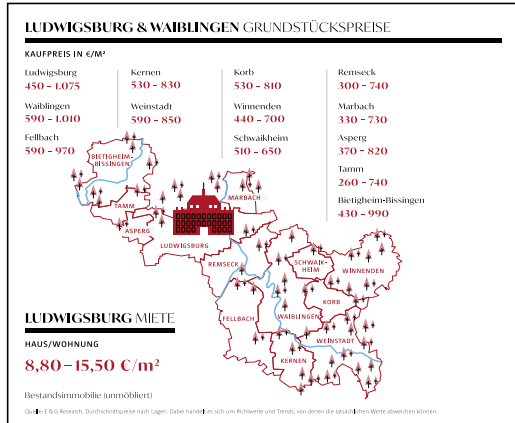 LUDWIGSBURG & WAIBLINGEN GRUNDSTÜCKSPREISE
KAUFPREIS IN €/M²
Ludwigsburg
450 – 1.075
Waiblingen
590 – 1.010
Fellbach
590 – 970
Kernen
530 – 830
Weinstadt
590 – 850
Korb
530 – 810
Winnenden
440 – 700
Schwaikheim
510 – 650
Remseck
300 – 740
Marbach
330 – 730
Asperg
370 – 820
Tamm
260 – 740
Bietigheim-Bissingen
430 – 990
BIETIGHEIM-
BISSINGEN
TAMM
ASPERG
LUDWIGSBURG
MARBACH
REMSECK
SCHWAIK-
HEIM
WINNENDEN
KORB
FELLBACH
WAIBLINGEN
WEINSTADT
KERNEN
LUDWIGSBURG MIETE
HAUS/WOHNUNG
8,80 – 15,50 €/m²
Bestandsimmobilie (unmöbliert)
Quelle: E & G Research, Durchschnittspreise nach Lagen. Dabei handelt es sich um Richtwerte und Trends, von denen die tatsächlichen Werte abweichen können.